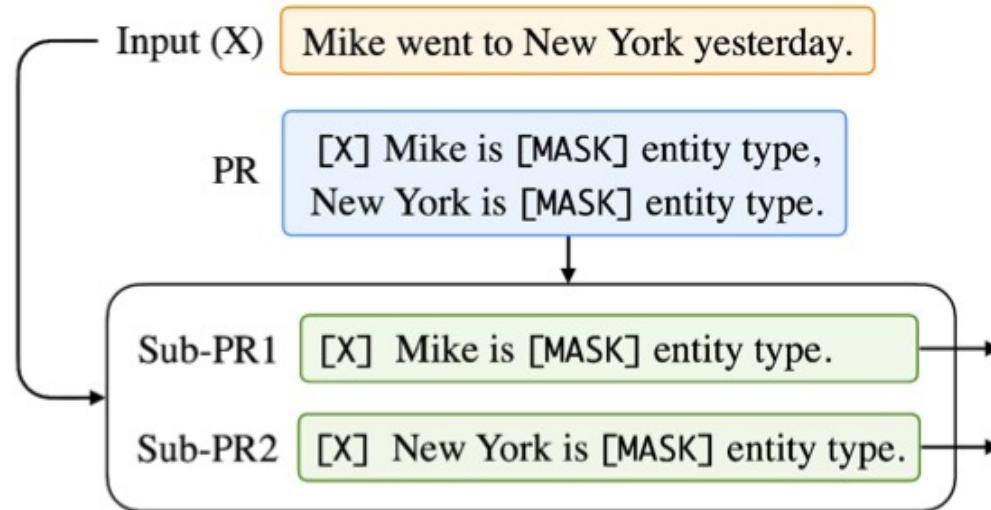 Input (X) Mike went to New York yesterday.
PR
[X] Mike is [MASK] entity type,
New York is [MASK] entity type.
Sub-PR1 [X] Mike is [MASK] entity type.
Sub-PR2 [X] New York is [MASK] entity type.